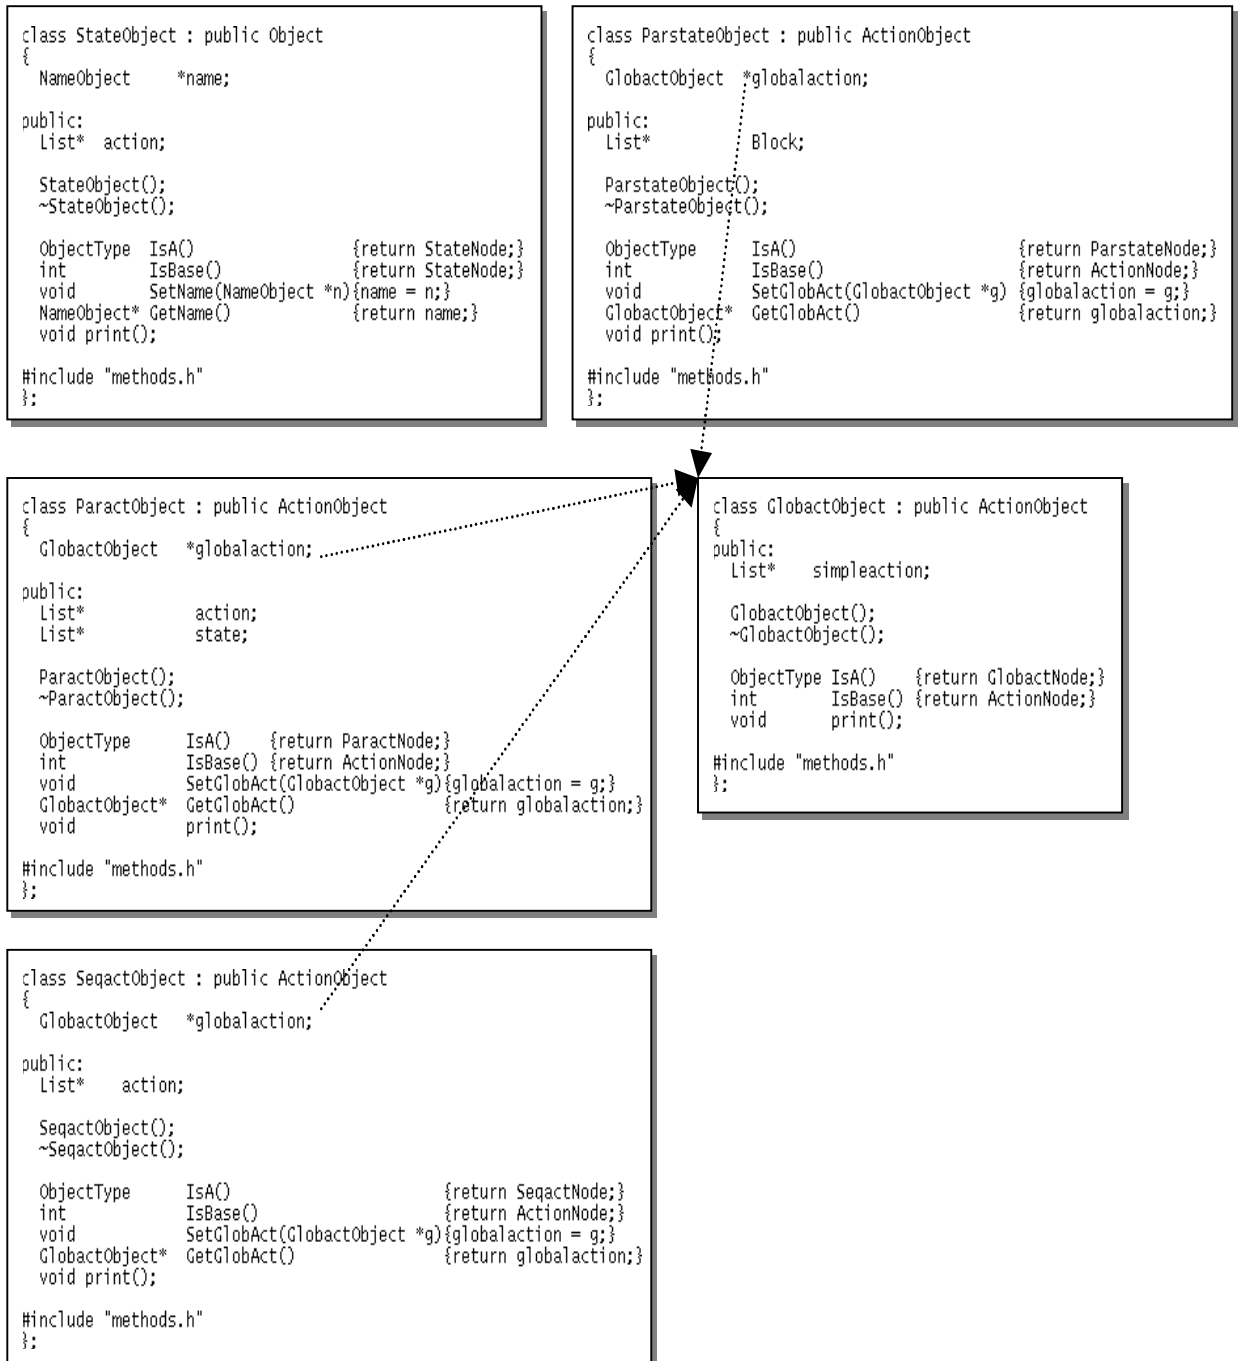 class StateObject : public Object
{
  NameObject     *name;
public:
  List*  action;
  StateObject();
  ~StateObject();
  ObjectType  IsA()                 {return StateNode;}
  int         IsBase()              {return StateNode;}
  void        SetName(NameObject *n){name = n;}
  NameObject* GetName()             {return name;}
  void print();
#include "methods.h"
};
class ParstateObject : public ActionObject
{
  GlobactObject  *globalaction;
public:
  List*           Block;
  ParstateObject();
  ~ParstateObject();
  ObjectType      IsA()                        {return ParstateNode;}
  int             IsBase()                     {return ActionNode;}
  void            SetGlobAct(GlobactObject *g) {globalaction = g;}
  GlobactObject*  GetGlobAct()                 {return globalaction;}
  void print();
#include "methods.h"
};
class ParactObject : public ActionObject
{
  GlobactObject   *globalaction;
public:
  List*            action;
  List*            state;
  ParactObject();
  ~ParactObject();
  ObjectType      IsA()    {return ParactNode;}
  int             IsBase() {return ActionNode;}
  void            SetGlobAct(GlobactObject *g){globalaction = g;}
  GlobactObject*  GetGlobAct()                {return globalaction;}
  void            print();
#include "methods.h"
};
class GlobactObject : public ActionObject
{
public:
  List*    simpleaction;
  GlobactObject();
  ~GlobactObject();
  ObjectType IsA()    {return GlobactNode;}
  int        IsBase() {return ActionNode;}
  void       print();
#include "methods.h"
};
class SeqactObject : public ActionObject
{
  GlobactObject   *globalaction;
public:
  List*    action;
  SeqactObject();
  ~SeqactObject();
  ObjectType      IsA()                       {return SeqactNode;}
  int             IsBase()                    {return ActionNode;}
  void            SetGlobAct(GlobactObject *g){globalaction = g;}
  GlobactObject*  GetGlobAct()                {return globalaction;}
  void print();
#include "methods.h"
};